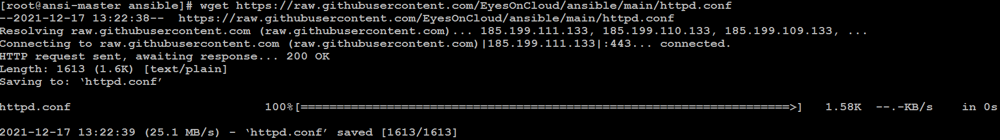 [root@ansi-master ansible]# wget https://raw.githubusercontent.com/EyesOnCloud/ansible/main/httpd.conf
--2021-12-17 13:22:38--  https://raw.githubusercontent.com/EyesOnCloud/ansible/main/httpd.conf
Resolving raw.githubusercontent.com (raw.githubusercontent.com)... 185.199.111.133, 185.199.110.133, 185.199.109.133, ...
Connecting to raw.githubusercontent.com (raw.githubusercontent.com)|185.199.111.133|:443... connected.
HTTP request sent, awaiting response... 200 OK
Length: 1613 (1.6K) [text/plain]
Saving to: ‘httpd.conf’
httpd.conf                                 100%[====================================================================================>]   1.58K  --.-KB/s    in 0s
2021-12-17 13:22:39 (25.1 MB/s) - ‘httpd.conf’ saved [1613/1613]